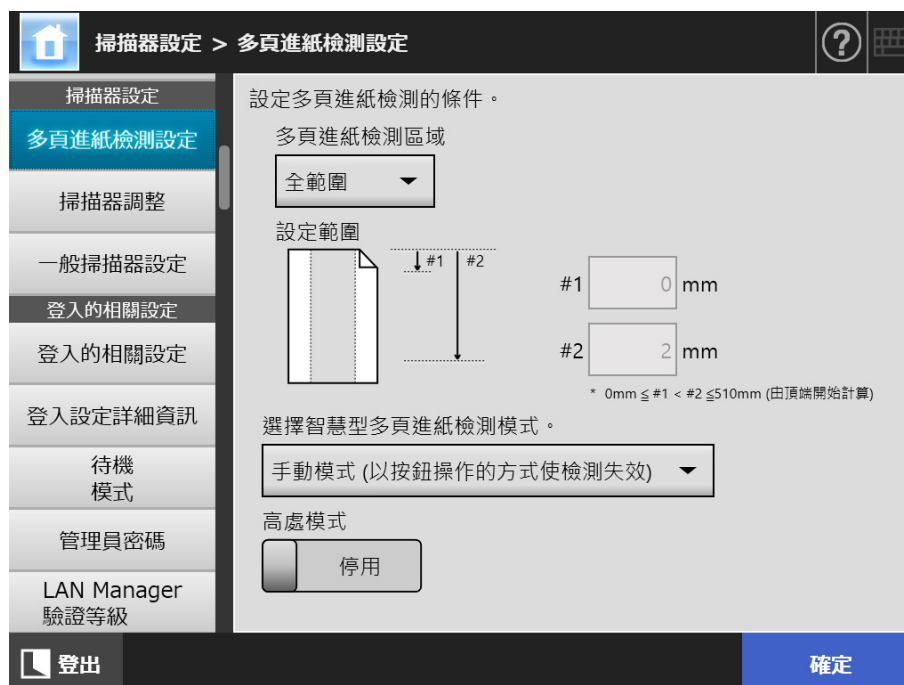 掃描器設定 > 多頁進紙檢測設定
?
掃描器設定
多頁進紙檢測設定
掃描器調整
一般掃描器設定
登入的相關設定
登入的相關設定
登入設定詳細資訊
待機
模式
管理員密碼
LAN Manager
驗證等級
設定多頁進紙檢測的條件。
多頁進紙檢測區域
全範圍
設定範圍
#1 #2
#1 0 mm
#2 2 mm
* 0mm ≦ #1 < #2 ≦510mm (由頂端開始計算)
選擇智慧型多頁進紙檢測模式。
手動模式 (以按鈕操作的方式使檢測失效)
高處模式
停用
登出
確定